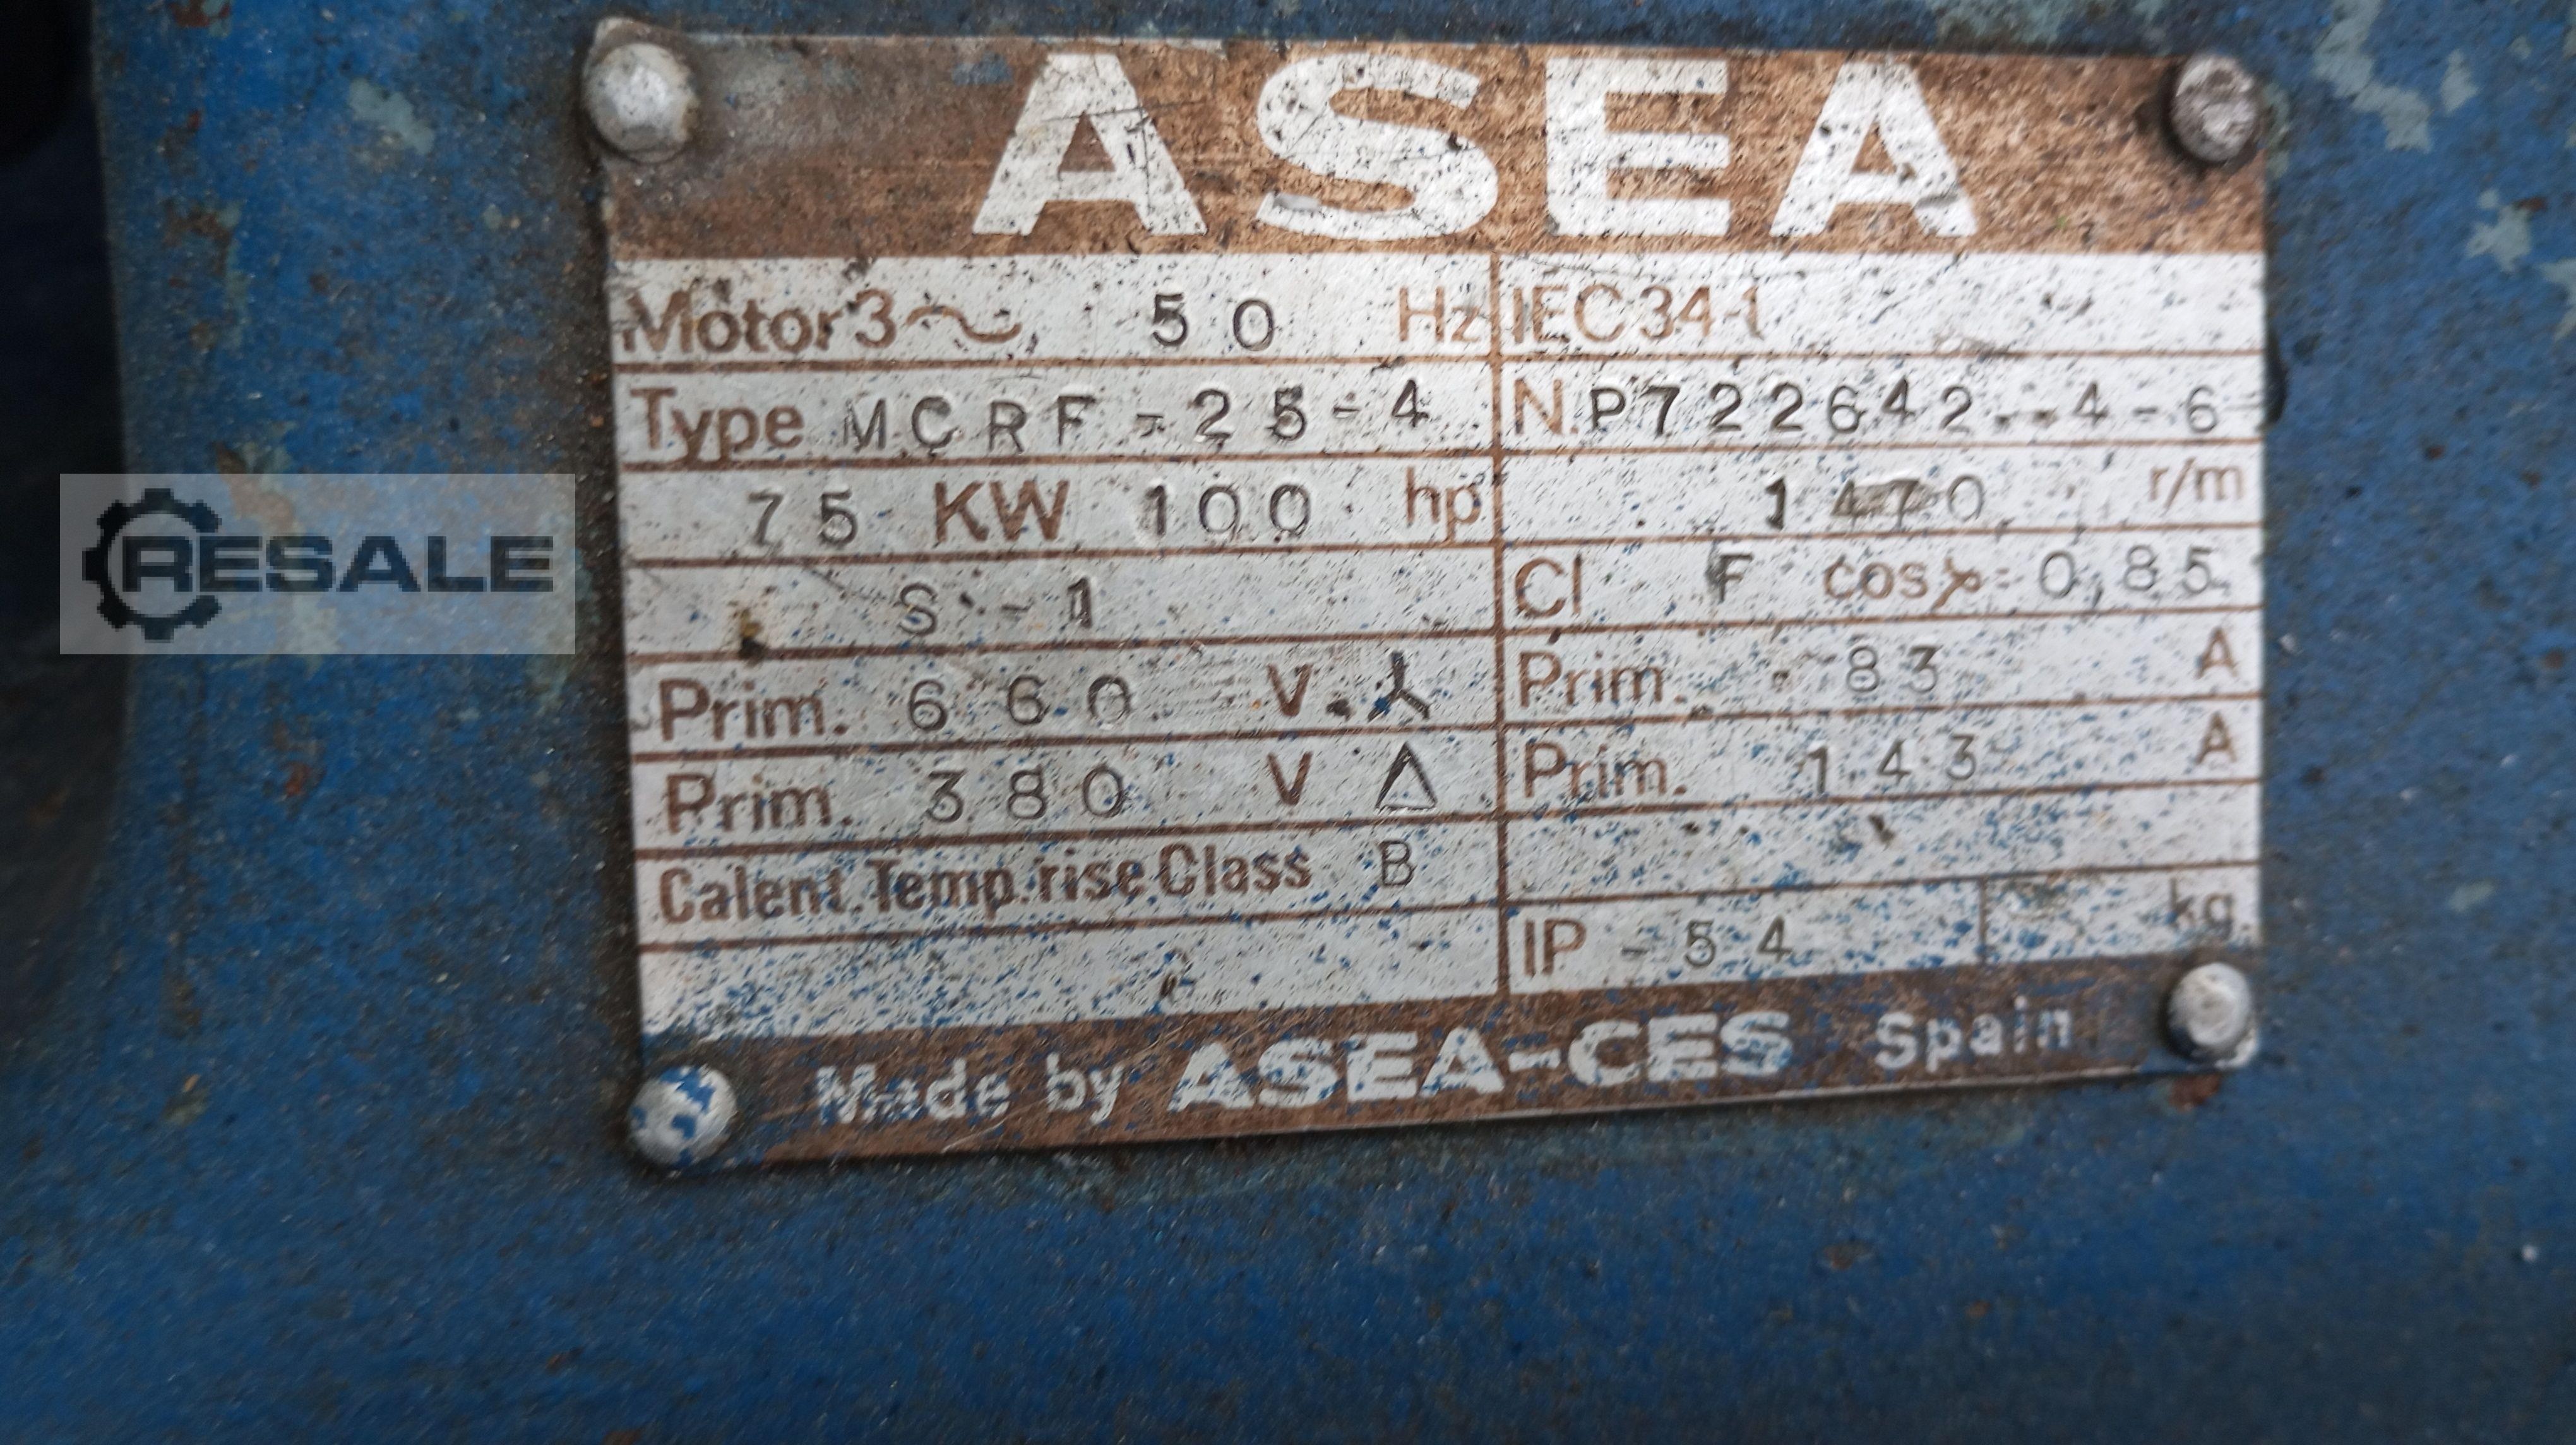 ASEA
Motor 3~ 50 Hz IEC 34-1
Type MCRF-25-4 N. P722642--4-6
75 KW 100 hp 1470 r/m
RESALE
S-1 Cl F cosφ 0,85
Prim. 660 V Prim. 83 A
Prim. 380 V Δ Prim. 143 A
Calent. Temp. rise Class B
IP-54 kg.
Made by ASEA-CES Spain